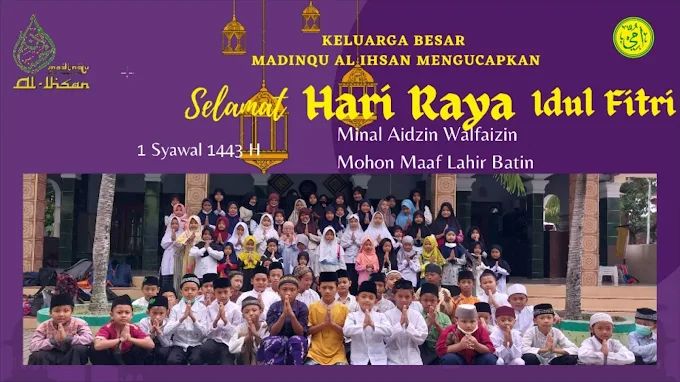 madinqu
Al-Ihsan
KELUARGA BESAR
MADINQU AL-IHSAN MENGUCAPKAN
Selamat Hari Raya Idul Fitri
1 Syawal 1443 H
Minal Aidzin Walfaizin
Mohon Maaf Lahir Batin